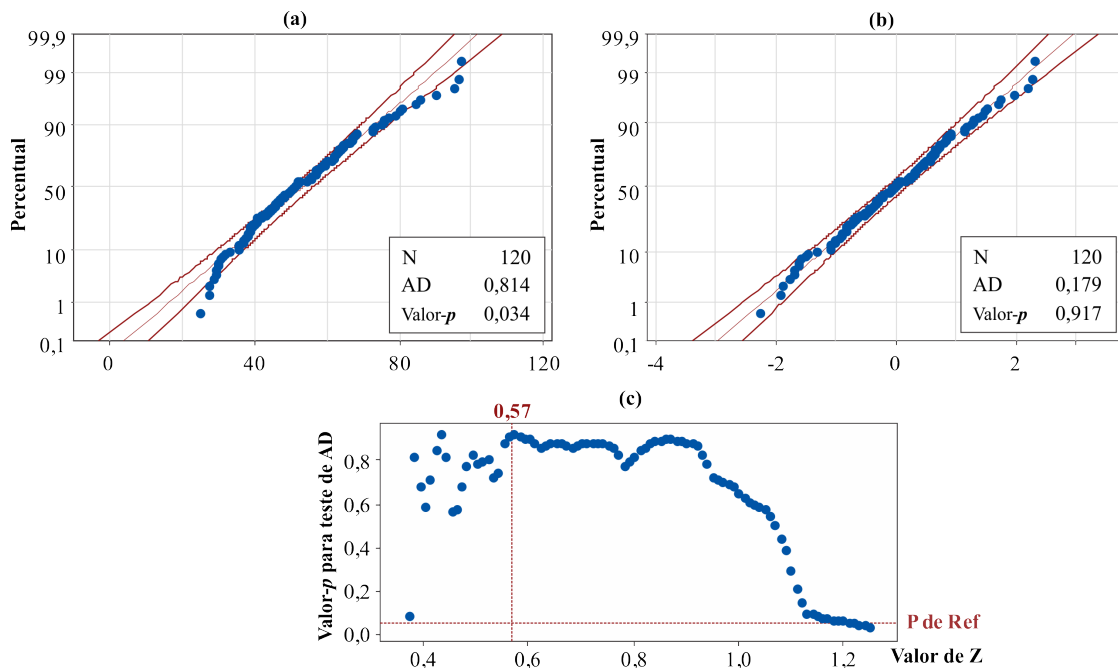 (a)
Percentual
99,9
99
90
50
10
1
0,1
N 120
AD 0,814
Valor-p 0,034
0 40 80 120
(b)
Percentual
99,9
99
90
50
10
1
0,1
N 120
AD 0,179
Valor-p 0,917
-4 -2 0 2
(c)
0,57
Valor-p para teste de AD
0,8
0,6
0,4
0,2
0,0
P de Ref
0,4 0,6 0,8 1,0 1,2
Valor de Z